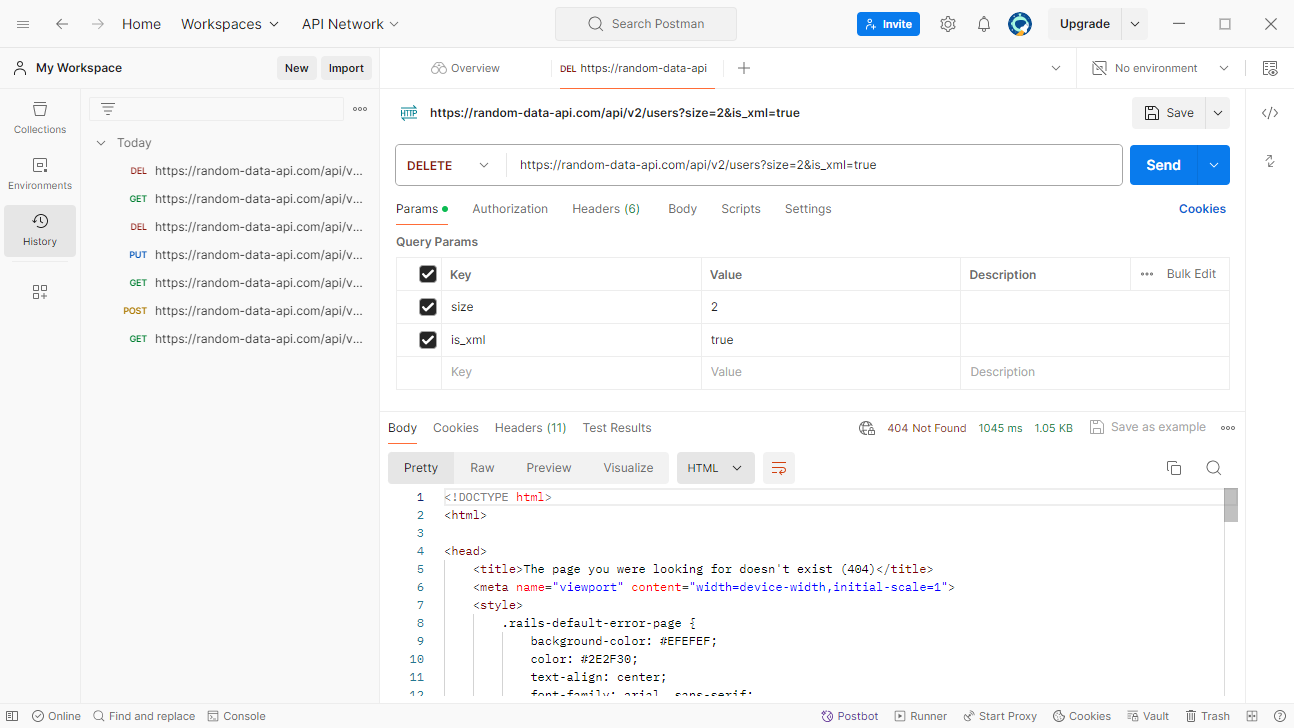 Home
Workspaces
API Network
Search Postman
Invite
Upgrade
My Workspace
New
Import
Overview
DEL https://random-data-api
No environment
Collections
Environments
History
Today
DEL https://random-data-api.com/api/v...
GET https://random-data-api.com/api/v...
DEL https://random-data-api.com/api/v...
PUT https://random-data-api.com/api/v...
GET https://random-data-api.com/api/v...
POST https://random-data-api.com/api/v...
GET https://random-data-api.com/api/v...
HTTP https://random-data-api.com/api/v2/users?size=2&is_xml=true
Save
DELETE
https://random-data-api.com/api/v2/users?size=2&is_xml=true
Send
Params
Authorization
Headers (6)
Body
Scripts
Settings
Cookies
Query Params
Key Value Description Bulk Edit
size 2
is_xml true
Key Value Description
Body Cookies Headers (11) Test Results
404 Not Found 1045 ms 1.05 KB Save as example
Pretty Raw Preview Visualize HTML
1 <!DOCTYPE html>
2 <html>
3
4 <head>
5 <title>The page you were looking for doesn't exist (404)</title>
6 <meta name="viewport" content="width=device-width,initial-scale=1">
7 <style>
8 .rails-default-error-page {
9 background-color: #EFEFEF;
10 color: #2E2F30;
11 text-align: center;
12 font-family: arial, sans-serif;
Online
Find and replace
Console
Postbot
Runner
Start Proxy
Cookies
Vault
Trash